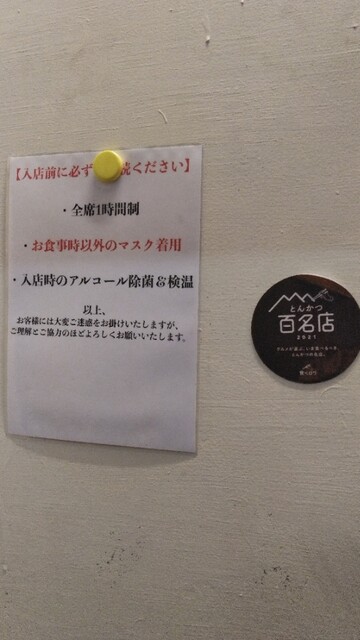 【入店前に必ず 読ください】
・全席1時間制
・お食事時以外のマスク着用
・入店時のアルコール除菌&検温
以上、
お客様には大変ご迷惑をお掛けいたしますが、
ご理解とご協力のほどよろしくお願いいたします。
とんかつ
百名店
2021
食べログ